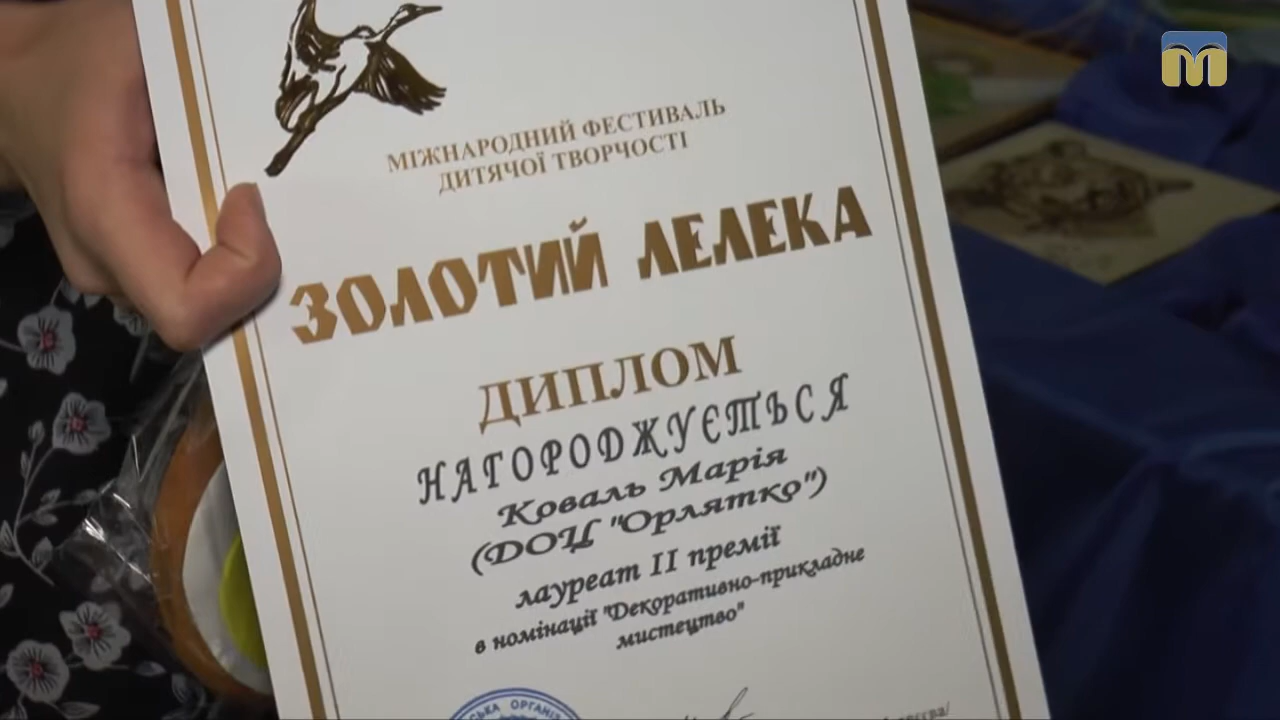 МІЖНАРОДНИЙ ФЕСТИВАЛЬ
ДИТЯЧОЇ ТВОРЧОСТІ
ЗОЛОТИЙ ЛЕЛЕКА
ДИПЛОМ
НАГОРОДЖУЄТЬСЯ
Коваль Марія
(ДОЦ "Орлятко")
лауреат II премії
в номінації "Декоративно-прикладне
мистецтво"